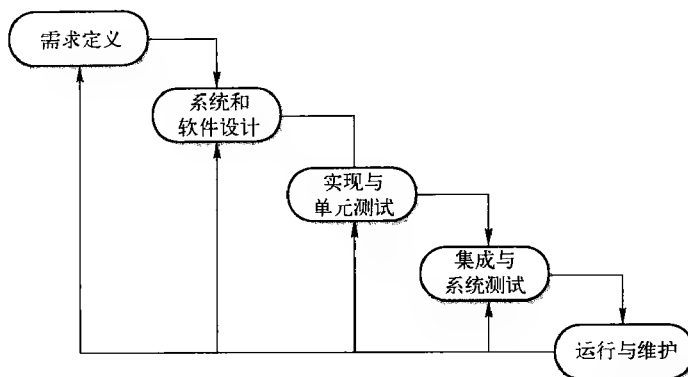 需求定义
系统和
软件设计
实现与
单元测试
集成与
系统测试
运行与维护